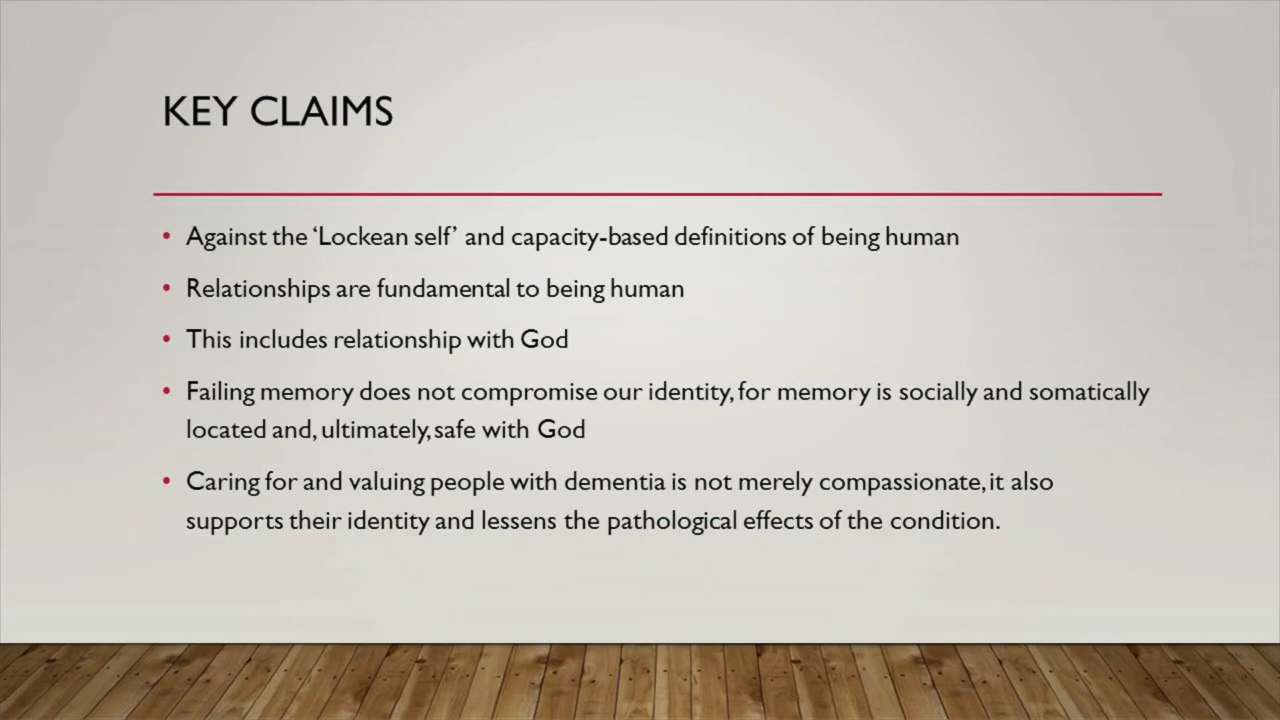 KEY CLAIMS
• Against the ‘Lockean self’ and capacity-based definitions of being human
• Relationships are fundamental to being human
• This includes relationship with God
• Failing memory does not compromise our identity, for memory is socially and somatically
located and, ultimately, safe with God
• Caring for and valuing people with dementia is not merely compassionate, it also
supports their identity and lessens the pathological effects of the condition.